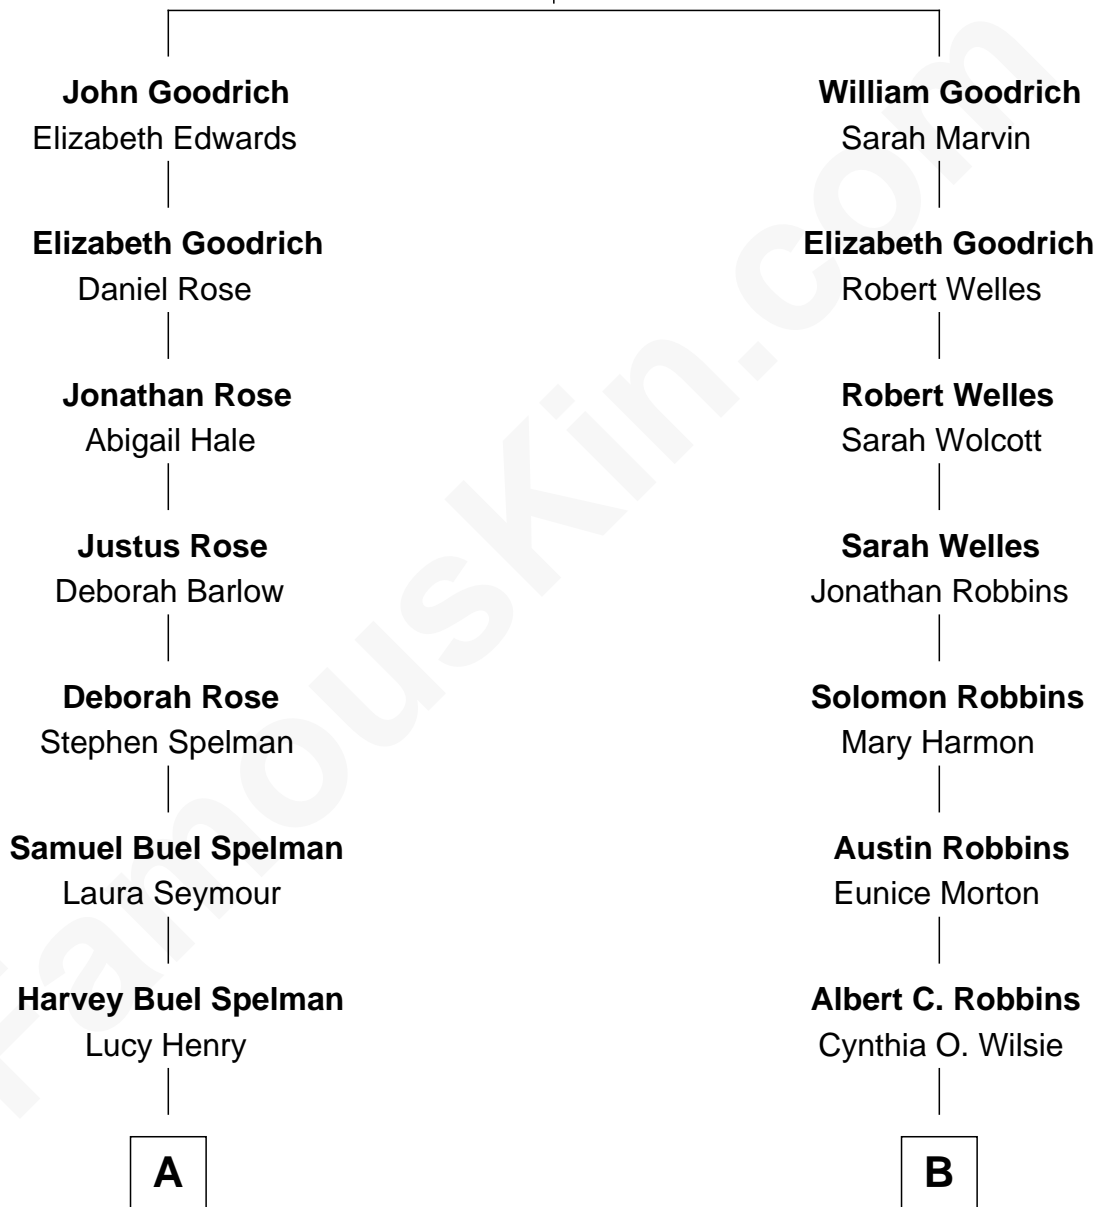 John Goodrich
Elizabeth Edwards
Elizabeth Goodrich
Daniel Rose
Jonathan Rose
Abigail Hale
Justus Rose
Deborah Barlow
Deborah Rose
Stephen Spelman
Samuel Buel Spelman
Laura Seymour
Harvey Buel Spelman
Lucy Henry
A
William Goodrich
Sarah Marvin
Elizabeth Goodrich
Robert Welles
Robert Welles
Sarah Wolcott
Sarah Welles
Jonathan Robbins
Solomon Robbins
Mary Harmon
Austin Robbins
Eunice Morton
Albert C. Robbins
Cynthia O. Wilsie
B
FamousKin.com